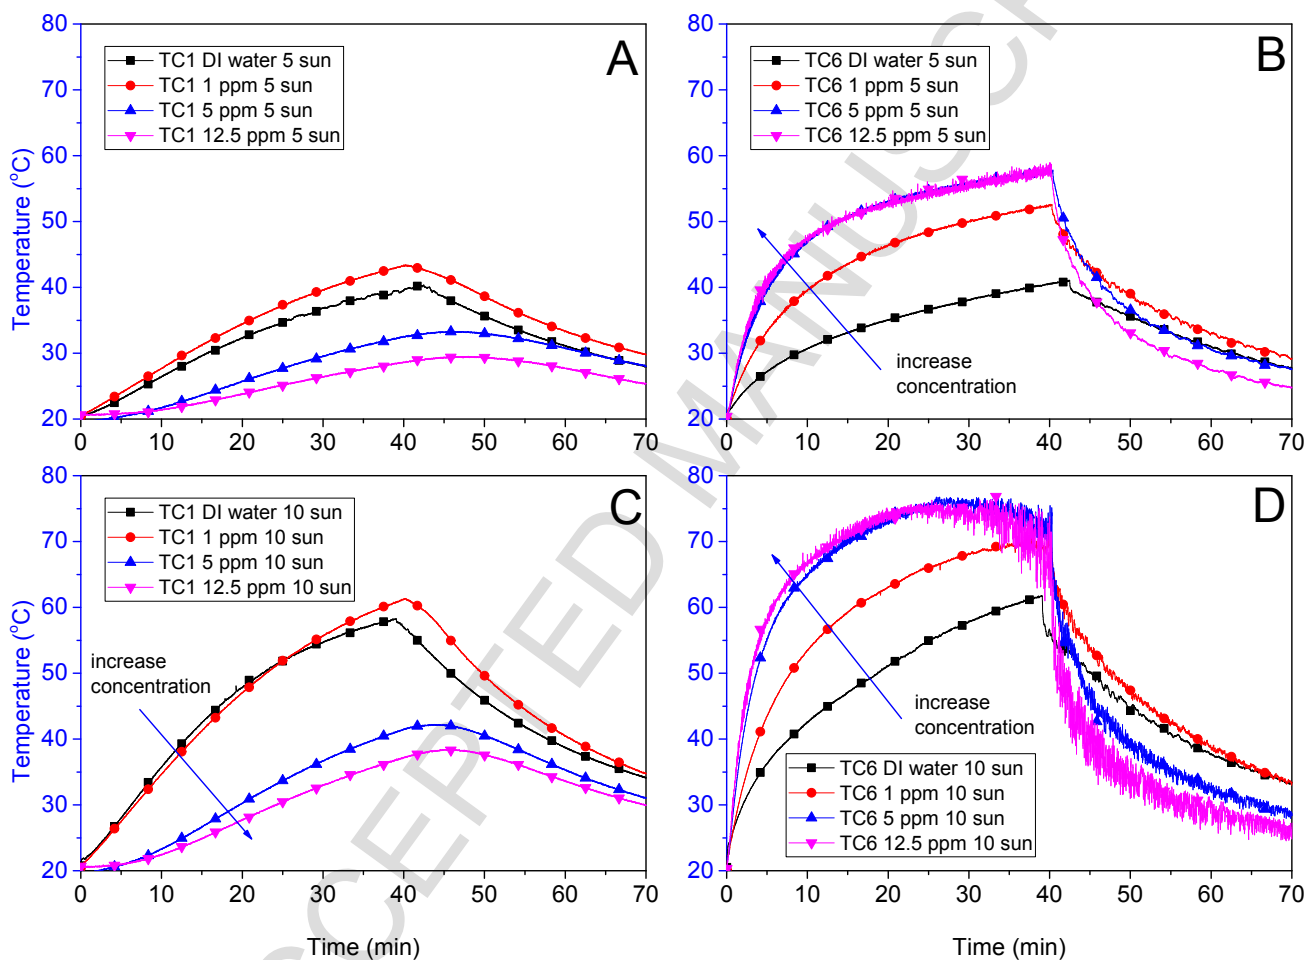 A
TC1 DI water 5 sun
TC1 1 ppm 5 sun
TC1 5 ppm 5 sun
TC1 12.5 ppm 5 sun
80
70
60
50
40
30
20
Temperature (°C)
0 10 20 30 40 50 60 70
B
TC6 DI water 5 sun
TC6 1 ppm 5 sun
TC6 5 ppm 5 sun
TC6 12.5 ppm 5 sun
increase
concentration
80
70
60
50
40
30
20
0 10 20 30 40 50 60 70
C
TC1 DI water 10 sun
TC1 1 ppm 10 sun
TC1 5 ppm 10 sun
TC1 12.5 ppm 10 sun
increase
concentration
80
70
60
50
40
30
20
Temperature (°C)
0 10 20 30 40 50 60 70
Time (min)
D
increase
concentration
TC6 DI water 10 sun
TC6 1 ppm 10 sun
TC6 5 ppm 10 sun
TC6 12.5 ppm 10 sun
80
70
60
50
40
30
20
0 10 20 30 40 50 60 70
Time (min)
CCEPTED MANUSCR